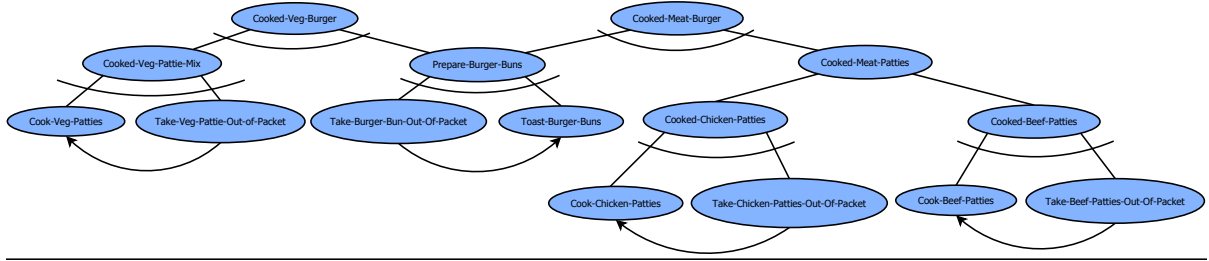 Cooked-Veg-Burger
Cooked-Meat-Burger
Cooked-Veg-Pattie-Mix
Prepare-Burger-Buns
Cooked-Meat-Patties
Cook-Veg-Patties
Take-Veg-Pattie-Out-of-Packet
Take-Burger-Bun-Out-Of-Packet
Toast-Burger-Buns
Cooked-Chicken-Patties
Cooked-Beef-Patties
Cook-Chicken-Patties
Take-Chicken-Patties-Out-Of-Packet
Cook-Beef-Patties
Take-Beef-Patties-Out-Of-Packet